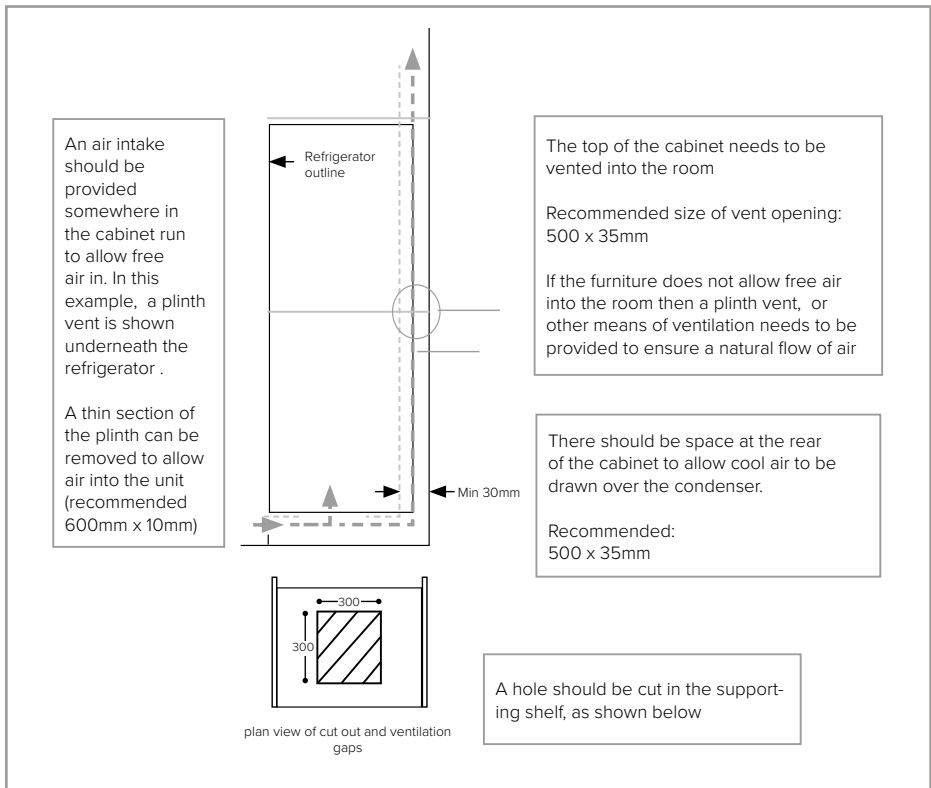 An air intake
should be
provided
somewhere in
the cabinet run
to allow free
air in. In this
example,  a plinth
vent is shown
underneath the
refrigerator .
A thin section of
the plinth can be
removed to allow
air into the unit
(recommended
600mm x 10mm)
Refrigerator
outline
Min 30mm
The top of the cabinet needs to be
vented into the room
Recommended size of vent opening:
500 x 35mm
If the furniture does not allow free air
into the room then a plinth vent,  or
other means of ventilation needs to be
provided to ensure a natural flow of air
There should be space at the rear
of the cabinet to allow cool air to be
drawn over the condenser.
Recommended:
500 x 35mm
300
300
plan view of cut out and ventilation
gaps
A hole should be cut in the support-
ing shelf, as shown below